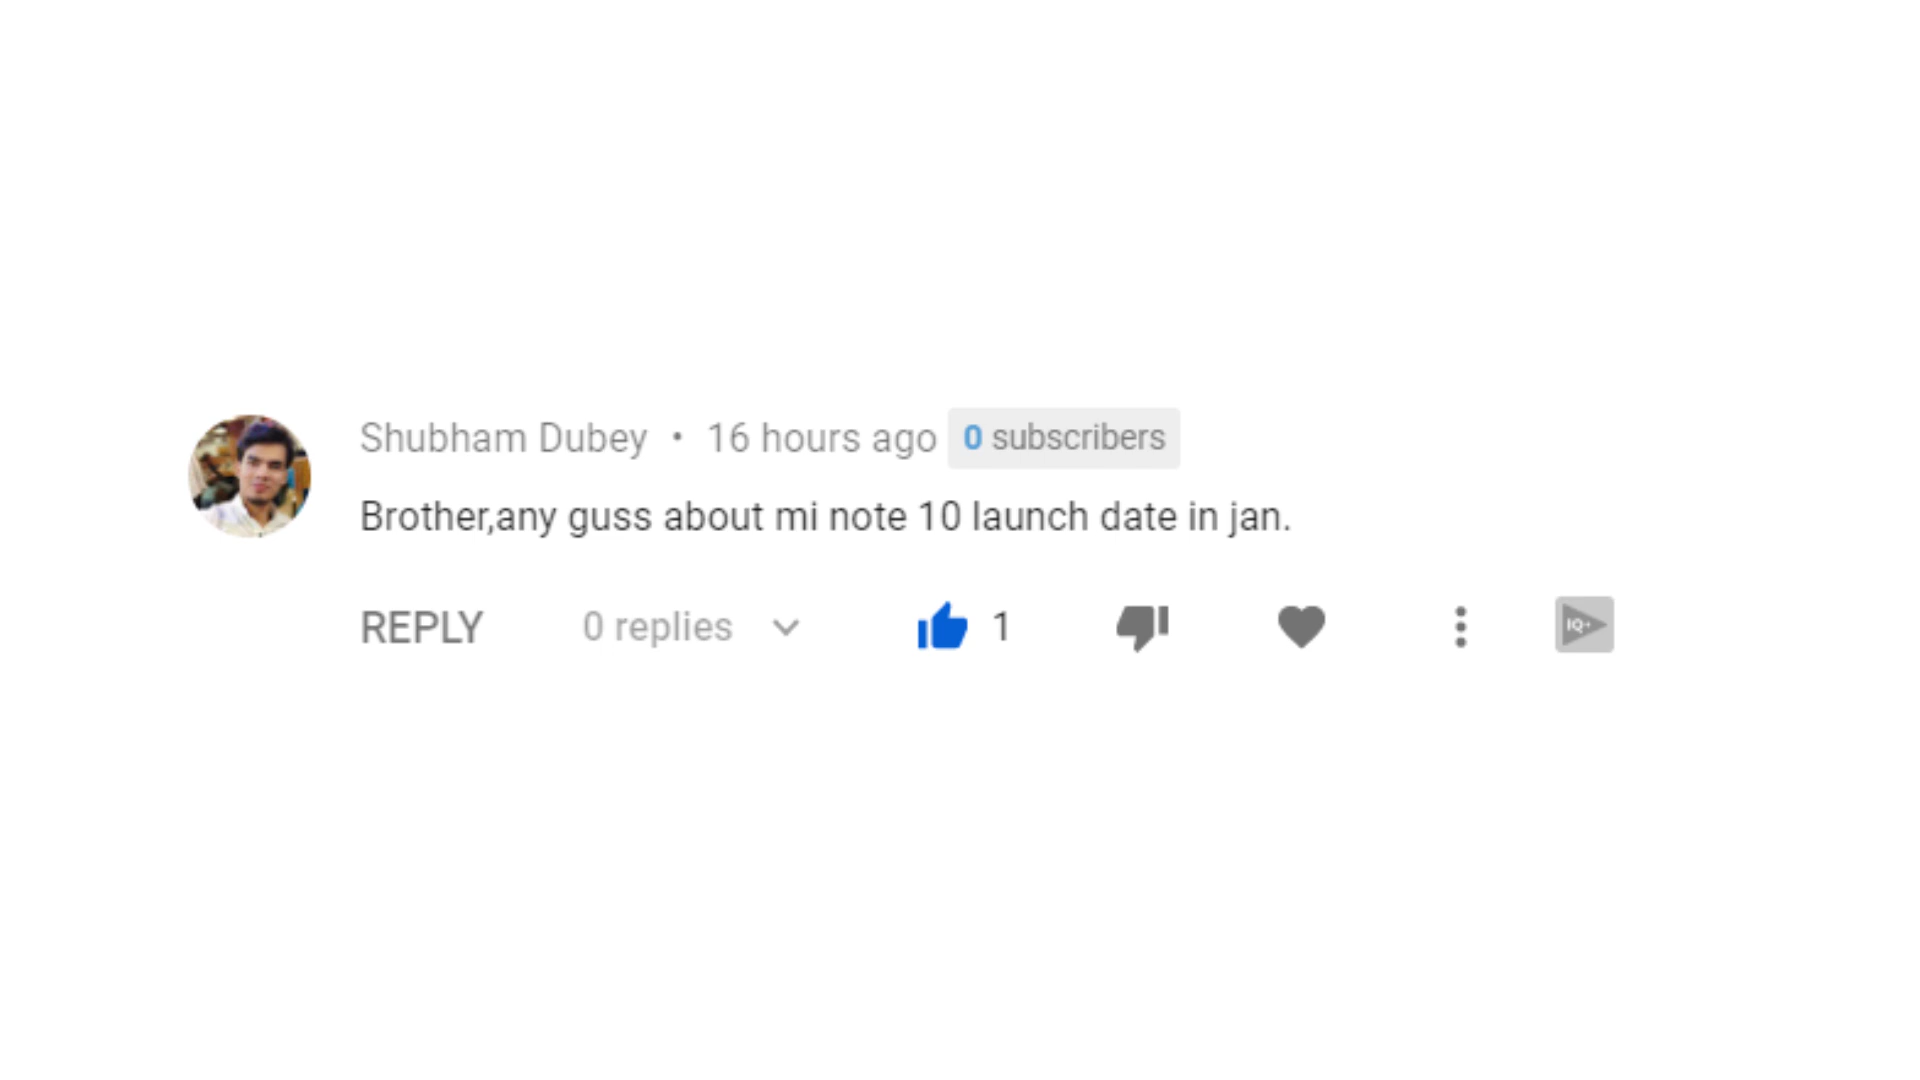 Shubham Dubey • 16 hours ago 0 subscribers
Brother,any guss about mi note 10 launch date in jan.
REPLY 0 replies 1 IQ+